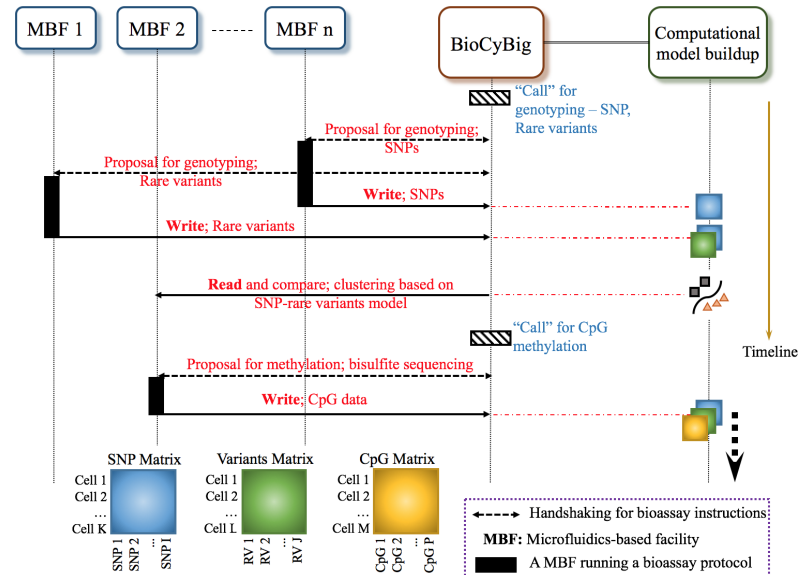 MBF 1
MBF 2
MBF n
BioCyBig
Computational
model buildup
“Call” for
genotyping – SNP,
Rare variants
Proposal for genotyping;
SNPs
Proposal for genotyping;
Rare variants
Write; SNPs
Write; Rare variants
Read and compare; clustering based on
SNP-rare variants model
“Call” for CpG
methylation
Timeline
Proposal for methylation; bisulfite sequencing
Write; CpG data
SNP Matrix
Cell 1
Cell 2
...
Cell K
SNP 1
SNP 2
...
SNP I
Variants Matrix
Cell 1
Cell 2
...
Cell L
RV 1
RV 2
...
RV J
CpG Matrix
Cell 1
Cell 2
...
Cell M
CpG 1
CpG 2
...
CpG P
Handshaking for bioassay instructions
MBF: Microfluidics-based facility
A MBF running a bioassay protocol